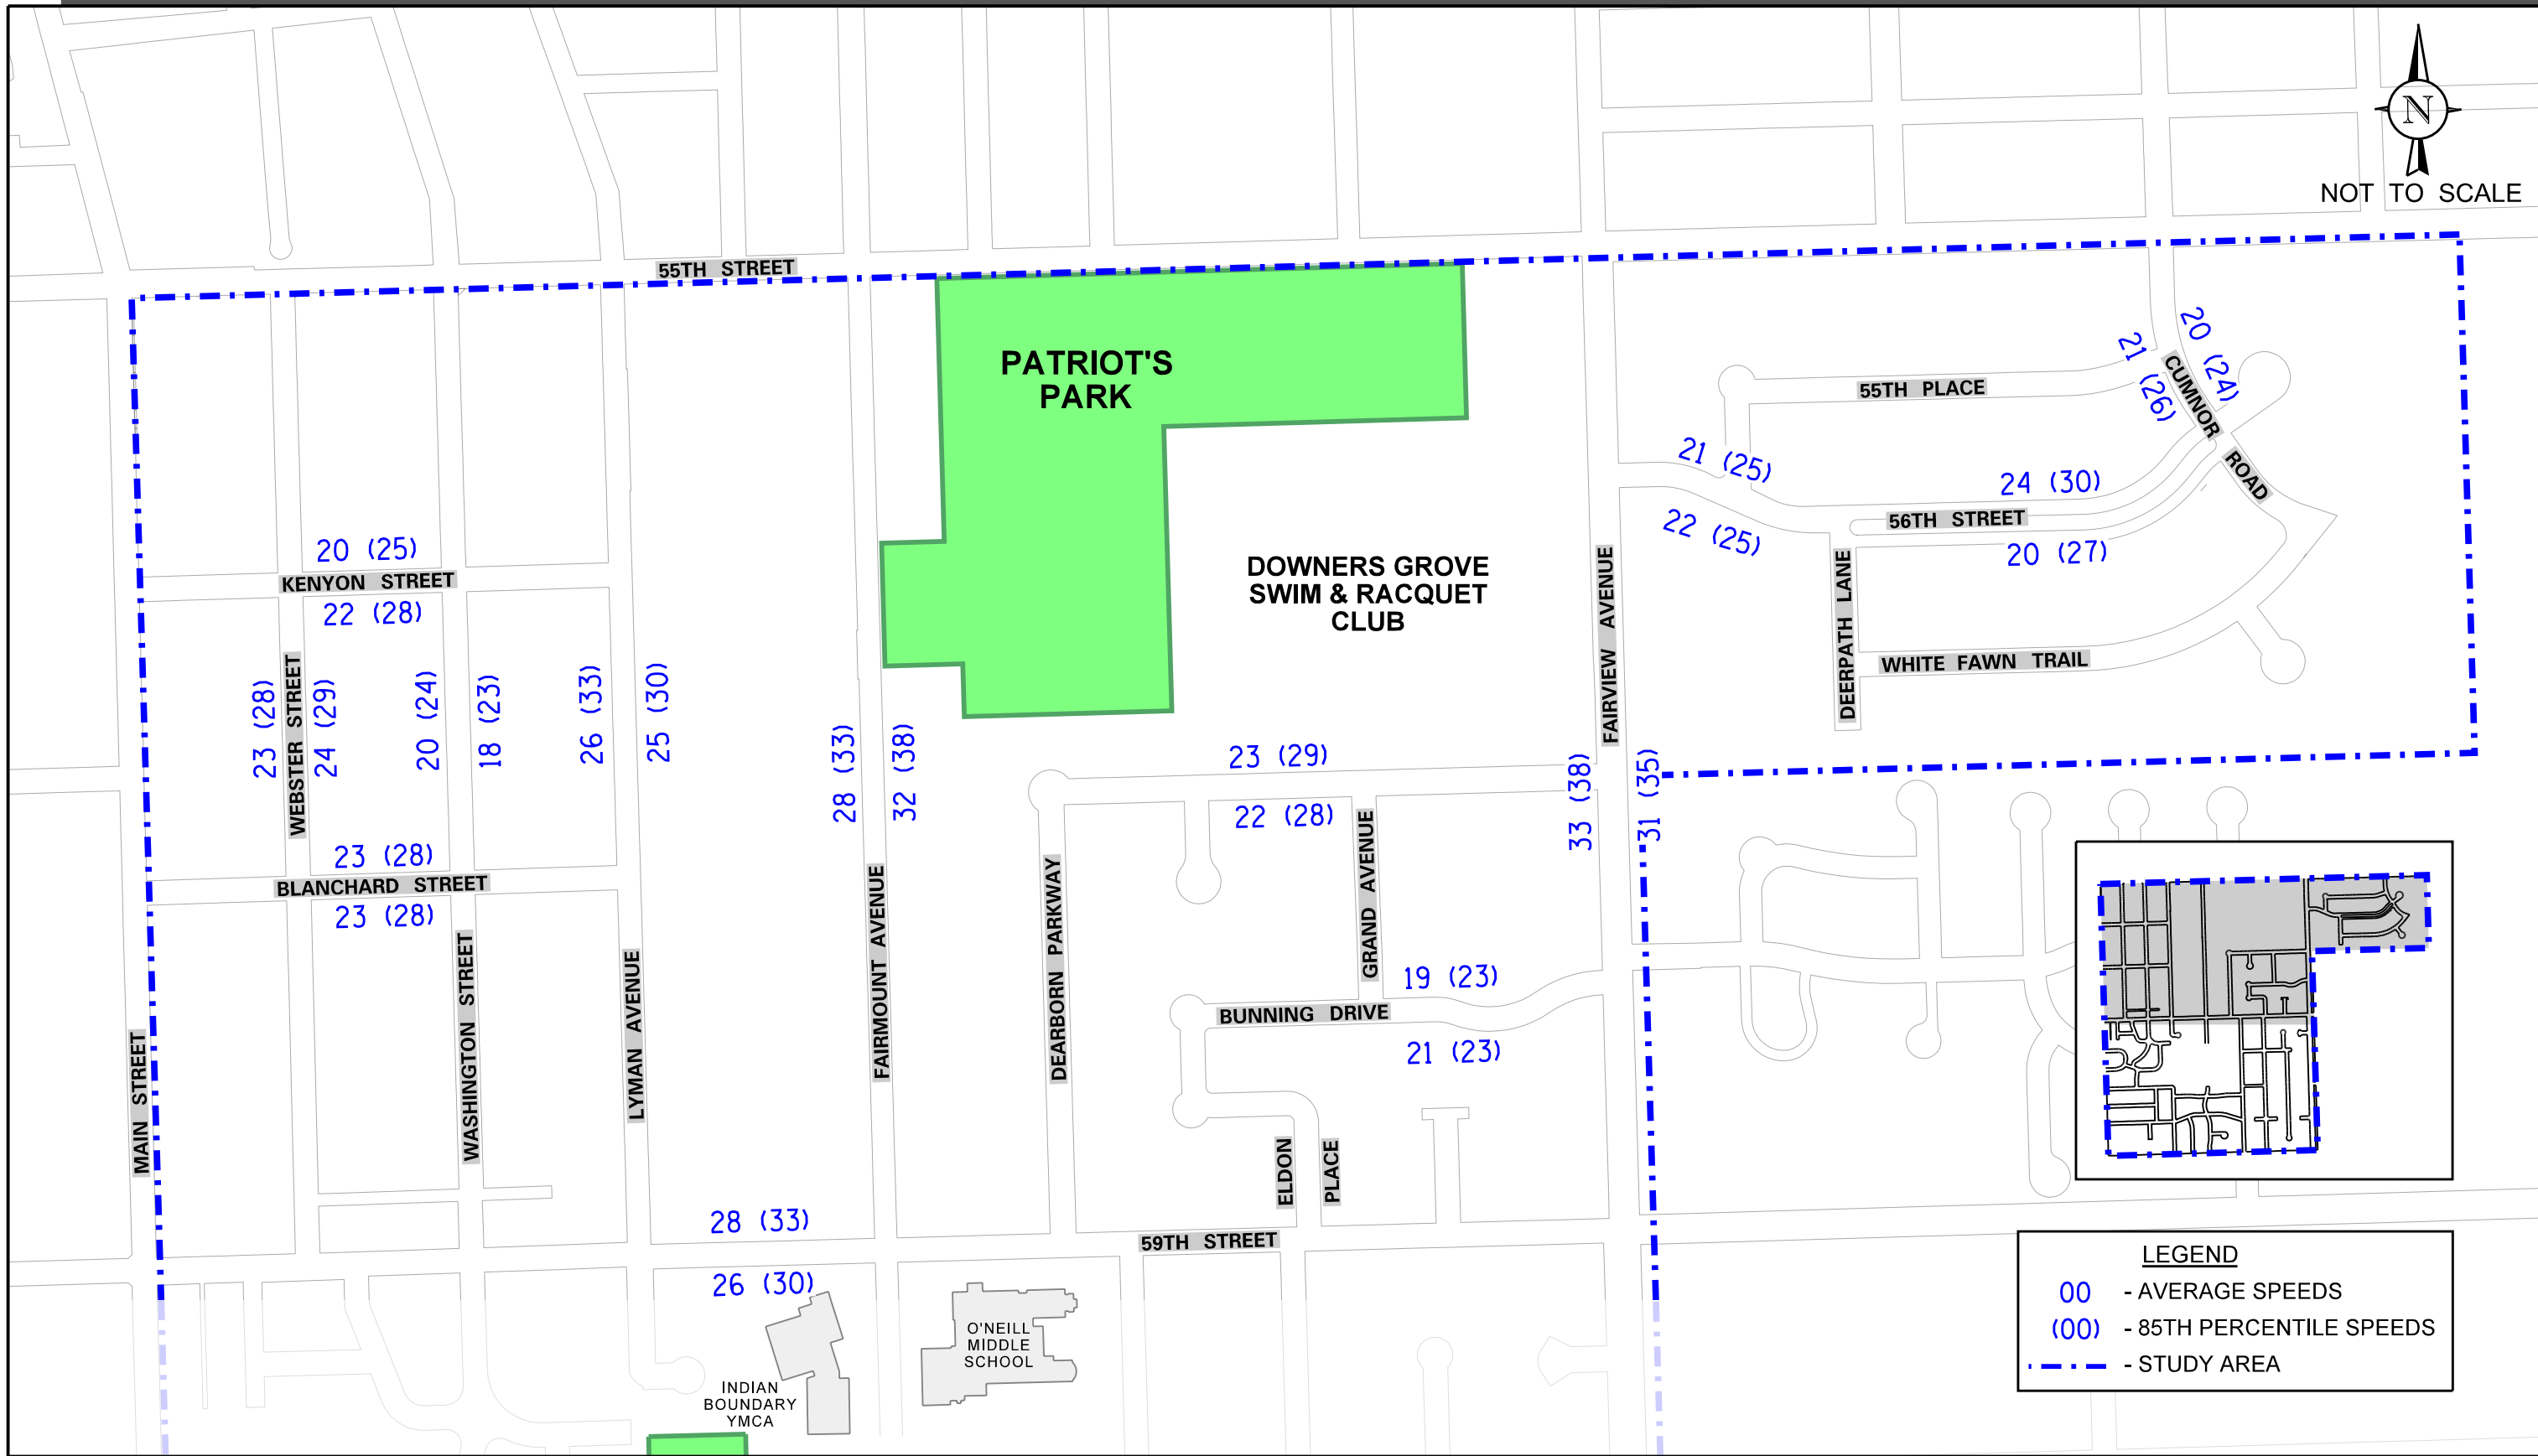 N
NOT TO SCALE
55TH STREET
PATRIOT'S
PARK
20 (24)
21 (26)
CUMNOR
ROAD
55TH PLACE
21 (25)
22 (25)
24 (30)
56TH STREET
20 (27)
DEERPATH LANE
WHITE FAWN TRAIL
20 (25)
KENYON STREET
22 (28)
DOWNERS GROVE
SWIM & RACQUET
CLUB
FAIRVIEW AVENUE
23 (28)
WEBSTER STREET
24 (29)
20 (24)
18 (23)
26 (33)
25 (30)
28 (33)
32 (38)
23 (29)
22 (28)
33 (38)
31 (35)
23 (28)
BLANCHARD STREET
23 (28)
MAIN STREET
WASHINGTON STREET
LYMAN AVENUE
FAIRMOUNT AVENUE
DEARBORN PARKWAY
GRAND AVENUE
19 (23)
BUNNING DRIVE
21 (23)
ELDON
PLACE
28 (33)
59TH STREET
26 (30)
O'NEILL
MIDDLE
SCHOOL
INDIAN
BOUNDARY
YMCA
LEGEND
00 - AVERAGE SPEEDS
(00) - 85TH PERCENTILE SPEEDS
- STUDY AREA